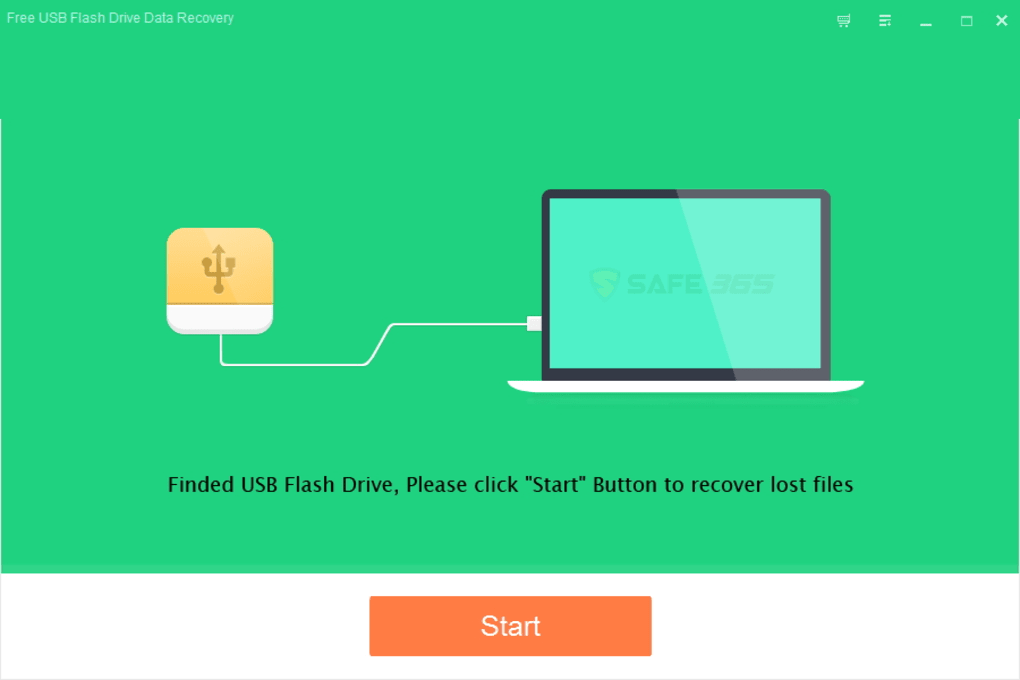 Free USB Flash Drive Data Recovery
SAFE 365
Finded USB Flash Drive, Please click "Start" Button to recover lost files
Start